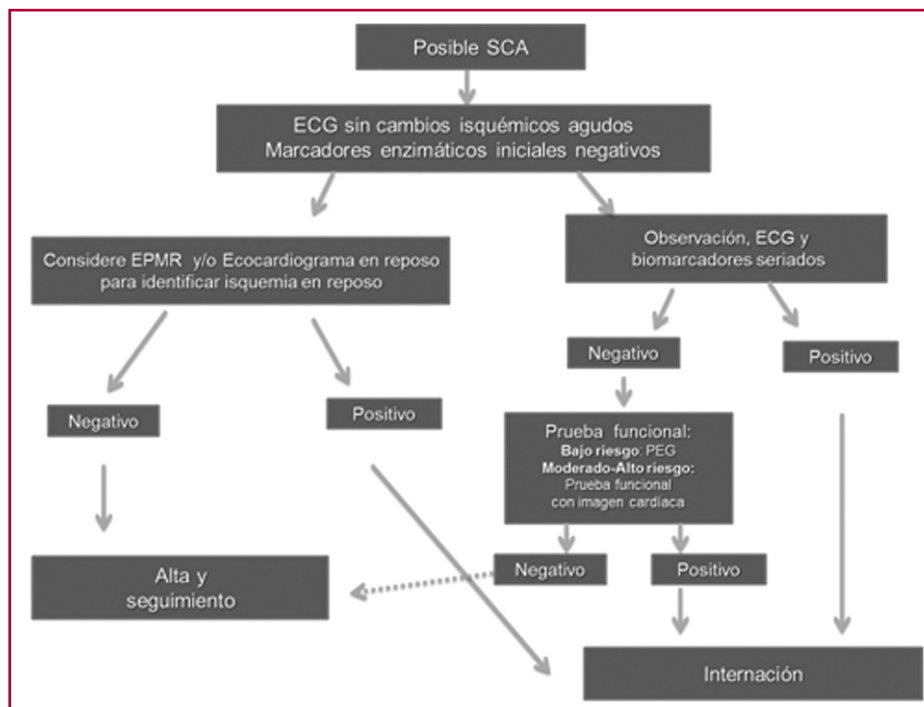 Posible SCA
ECG sin cambios isquémicos agudos
Marcadores enzimáticos iniciales negativos
Considere EPMR y/o Ecocardiograma en reposo
para identificar isquemia en reposo
Observación, ECG y
biomarcadores seriados
Negativo
Positivo
Negativo
Positivo
Prueba funcional:
Bajo riesgo: PEG
Moderado-Alto riesgo:
Prueba funcional
con imagen cardíaca
Negativo
Positivo
Alta y
seguimiento
Internación